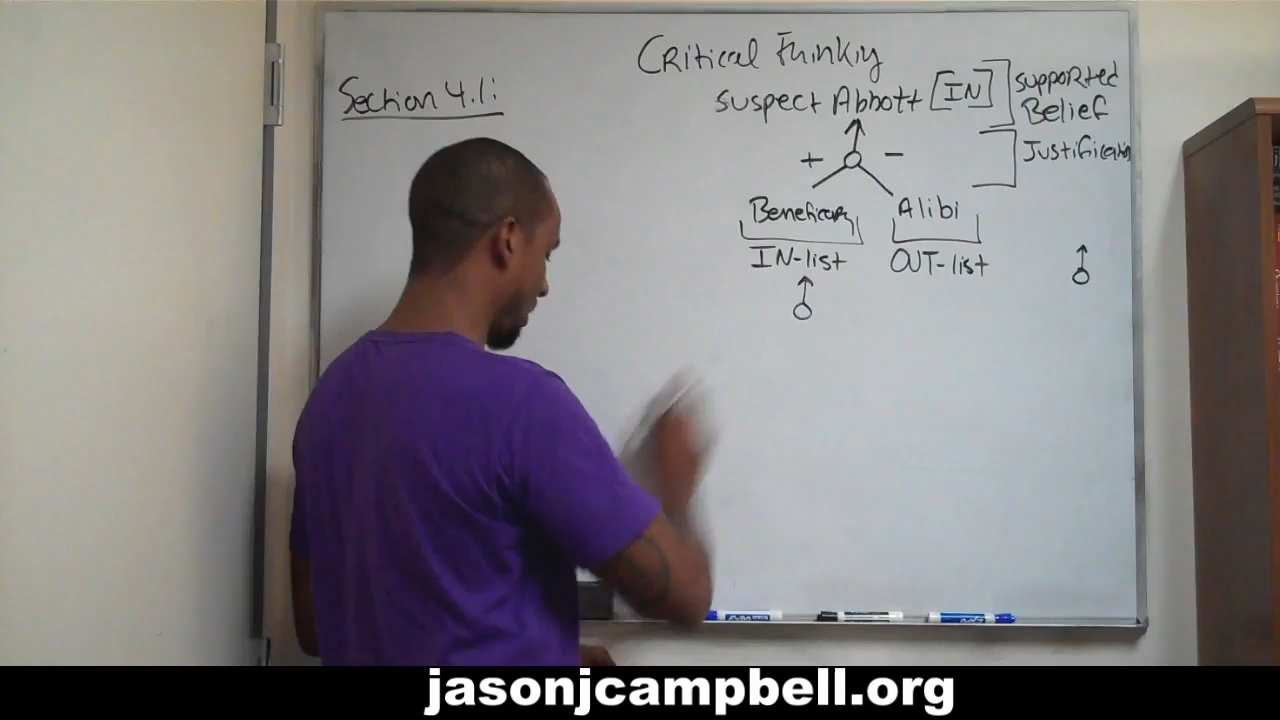 Critical Thinking
Section 4.1:
Suspect Abbott [IN]
Supported
Belief
Justification
+ -
Beneficiary Alibi
IN-list OUT-list
jasonjcampbell.org